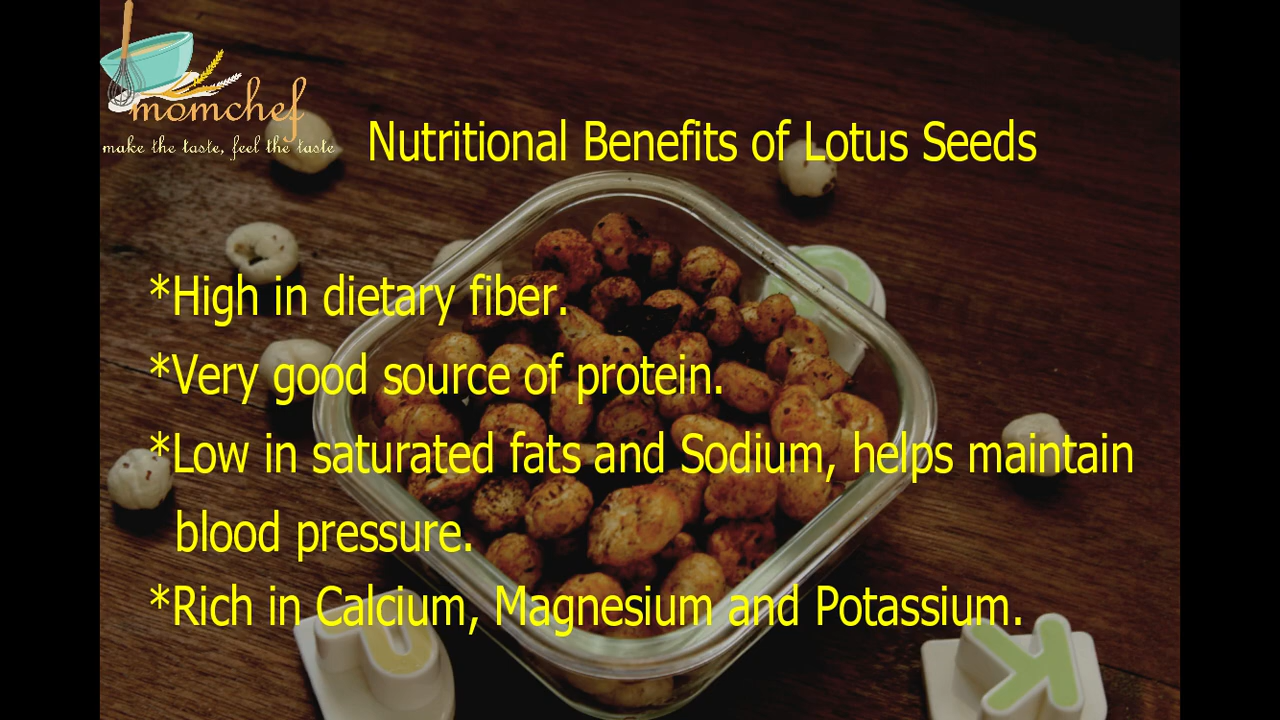 momchef
make the taste, feel the taste
Nutritional Benefits of Lotus Seeds
*High in dietary fiber.
*Very good source of protein.
*Low in saturated fats and Sodium, helps maintain
blood pressure.
*Rich in Calcium, Magnesium and Potassium.